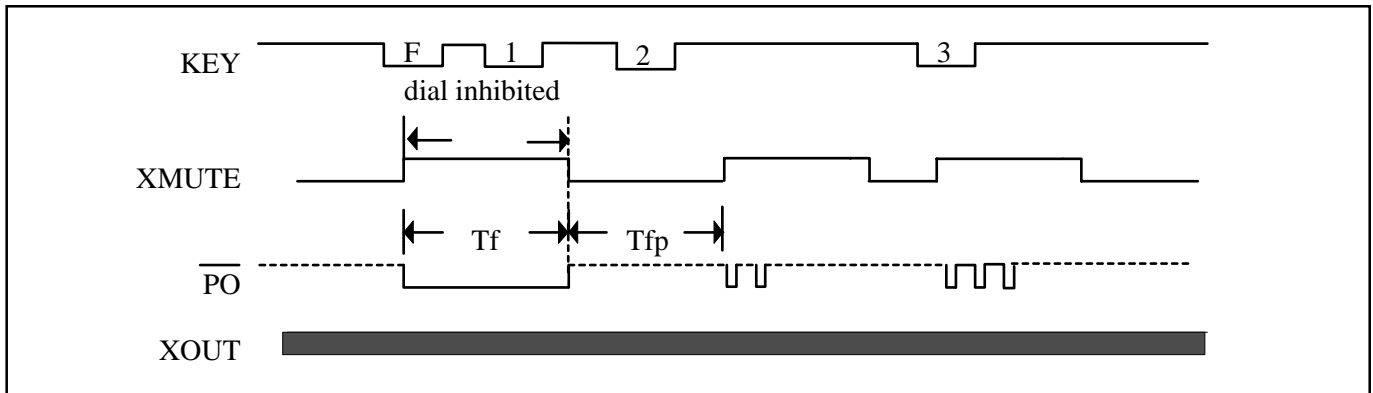 KEY F 1 2 3
dial inhibited
XMUTE
Tf Tfp
PO
XOUT